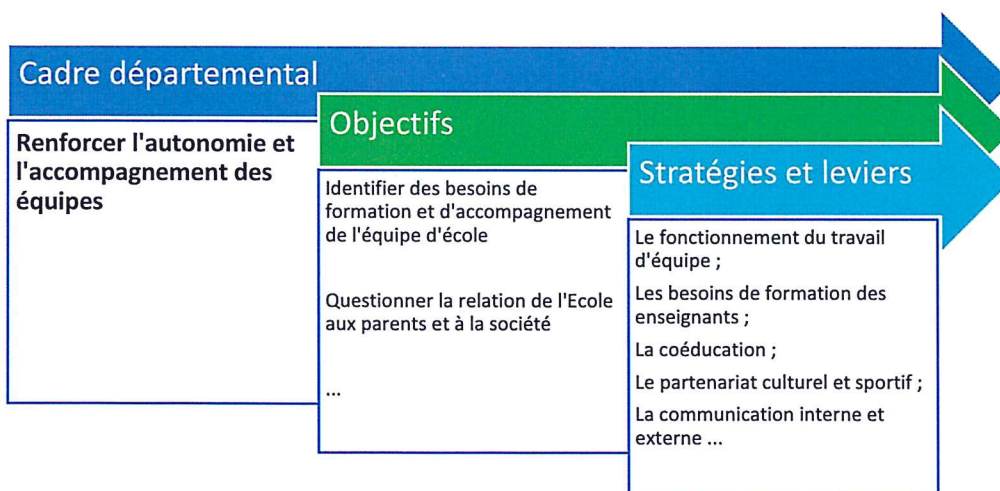 Cadre départemental
Renforcer l'autonomie et
l'accompagnement des
équipes
Objectifs
Identifier des besoins de
formation et d'accompagnement
de l'équipe d'école
Questionner la relation de l'Ecole
aux parents et à la société
...
Stratégies et leviers
Le fonctionnement du travail
d'équipe ;
Les besoins de formation des
enseignants ;
La coéducation ;
Le partenariat culturel et sportif ;
La communication interne et
externe ...